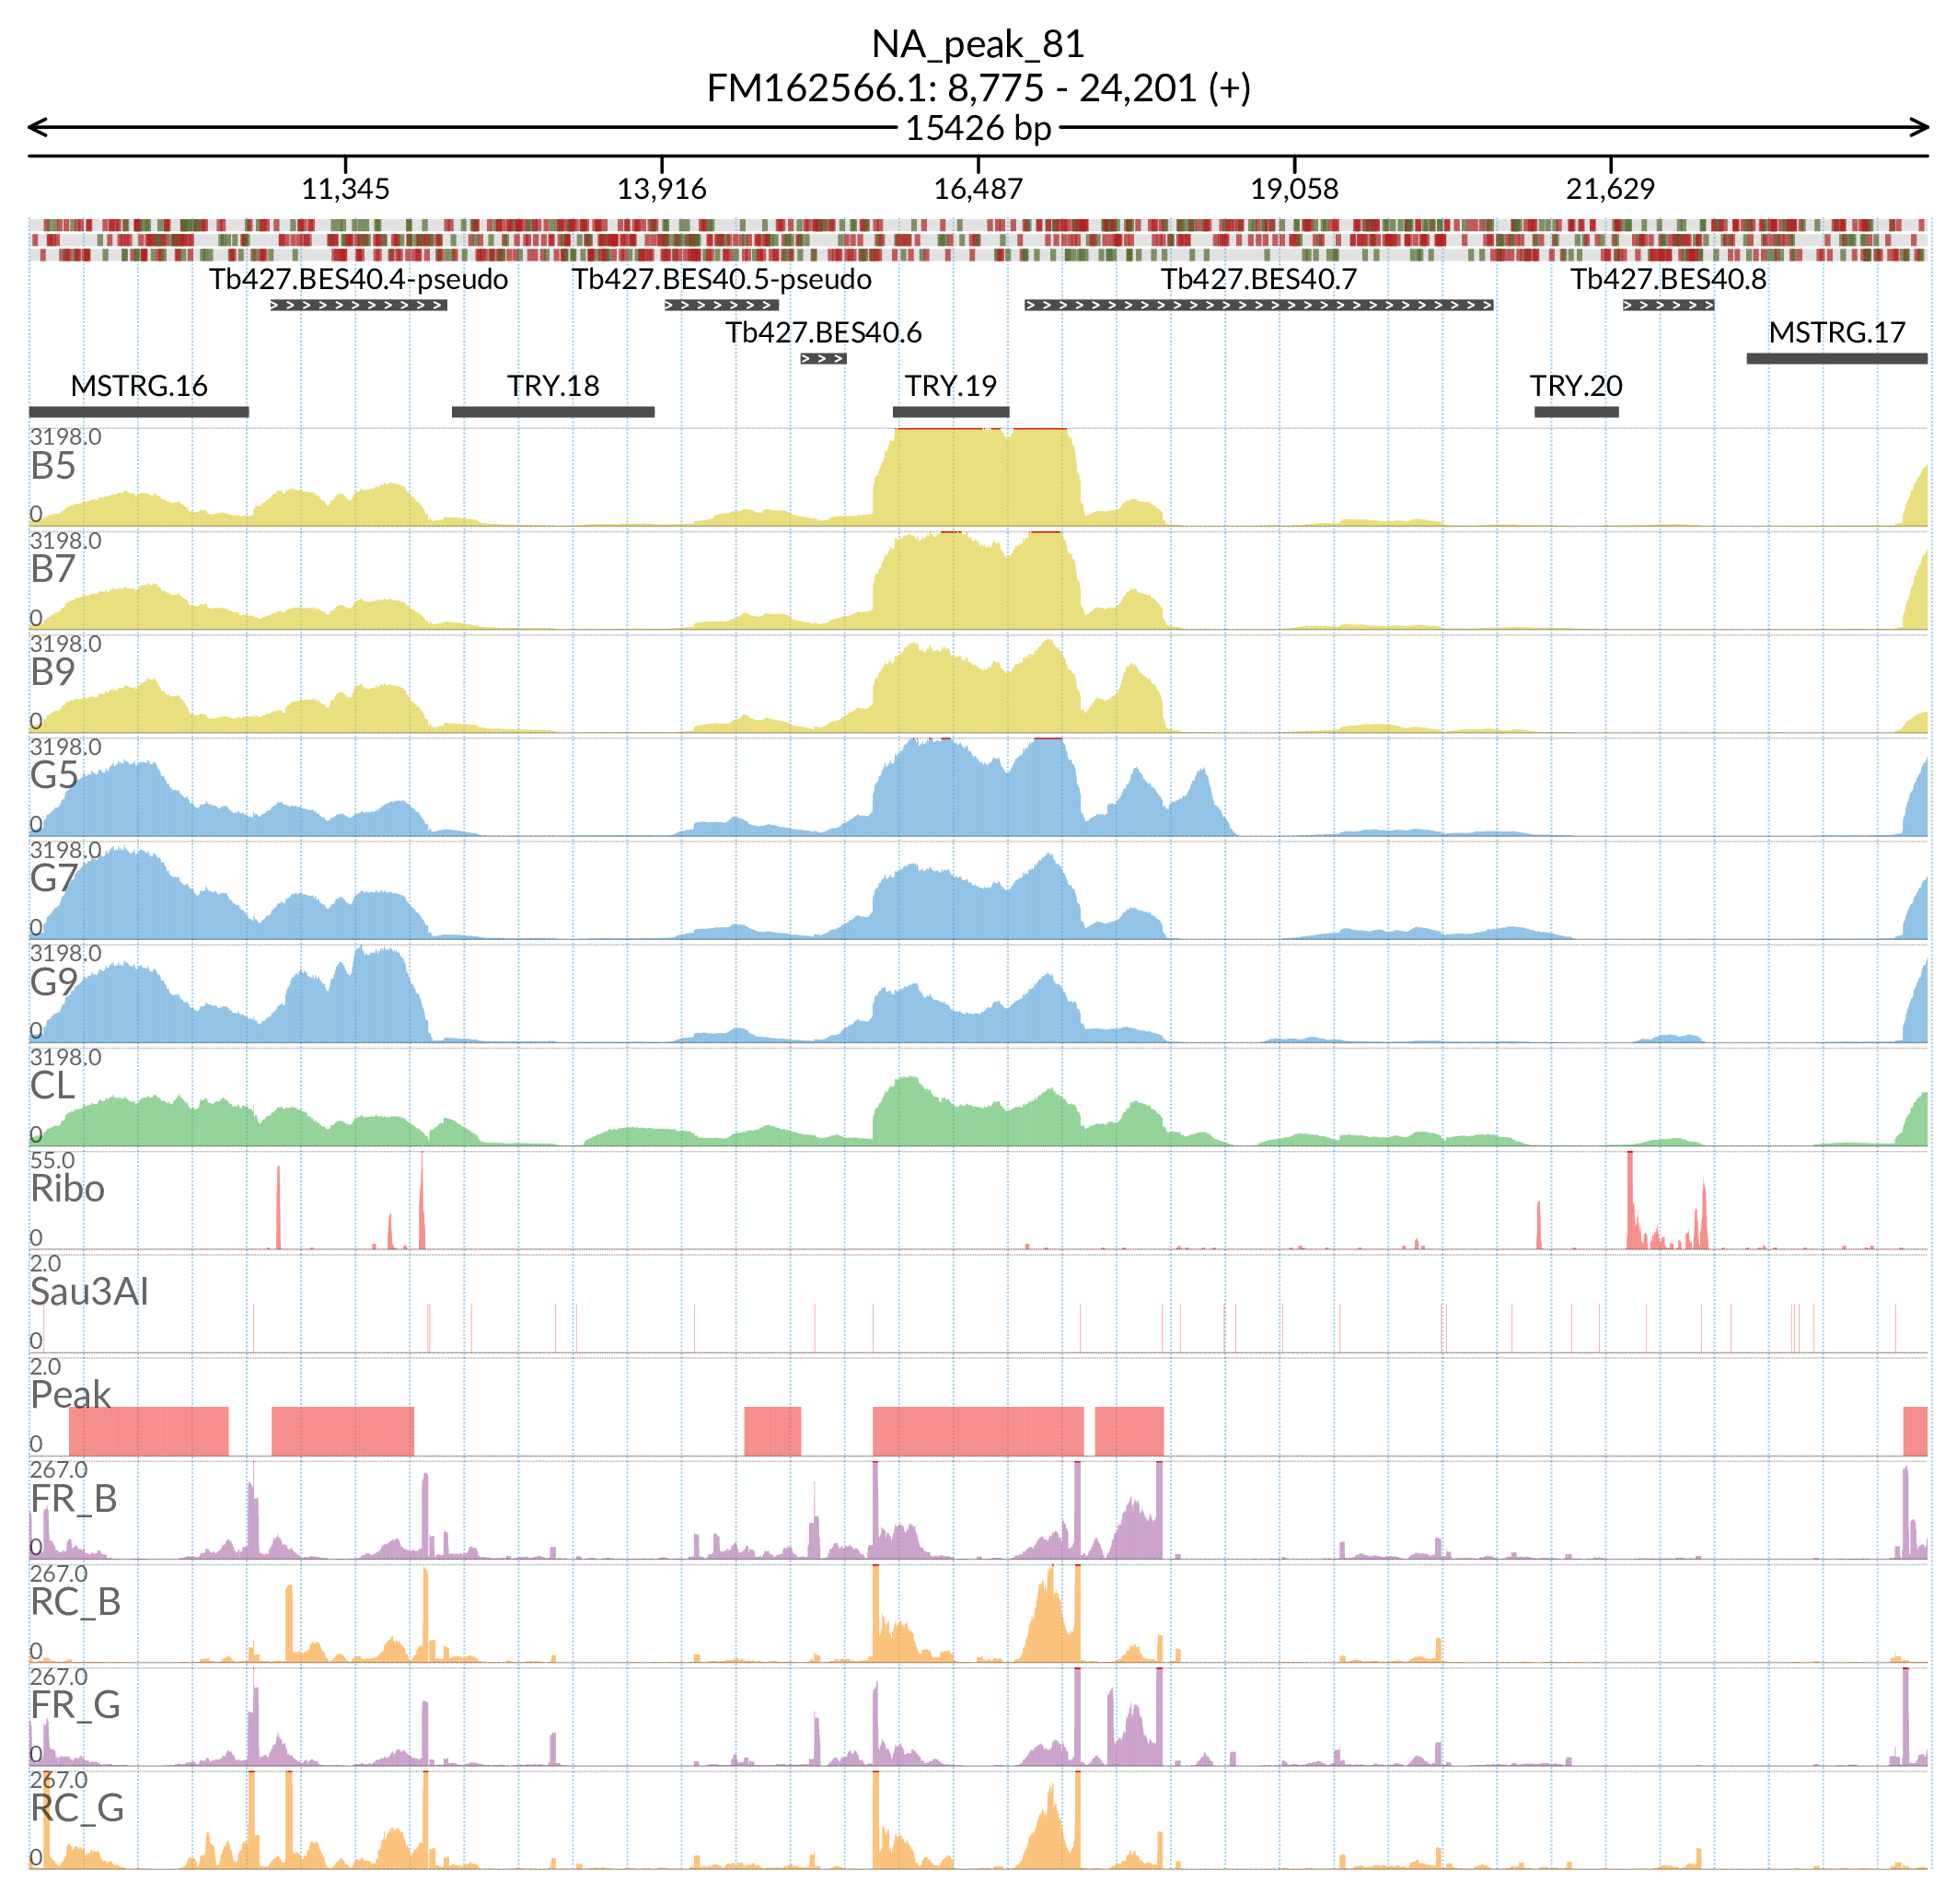 NA_peak_81
FM162566.1: 8,775 - 24,201 (+)
15426 bp
11,345 13,916 16,487 19,058 21,629
Tb427.BES40.4-pseudo Tb427.BES40.5-pseudo Tb427.BES40.7 Tb427.BES40.8
Tb427.BES40.6 MSTRG.17
MSTRG.16 TRY.18 TRY.19 TRY.20
3198.0
B5
0
3198.0
B7
0
3198.0
B9
0
3198.0
G5
0
3198.0
G7
0
3198.0
G9
0
3198.0
CL
0
55.0
Ribo
0
2.0
Sau3AI
0
2.0
Peak
0
267.0
FR_B
0
267.0
RC_B
0
267.0
FR_G
0
267.0
RC_G
0